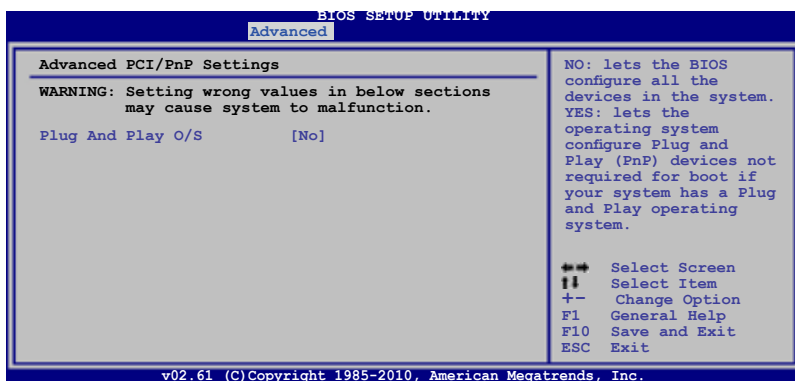 BIOS SETUP UTILITY
Advanced
Advanced PCI/PnP Settings
WARNING: Setting wrong values in below sections
may cause system to malfunction.
Plug And Play O/S [No]
NO: lets the BIOS
configure all the
devices in the system.
YES: lets the
operating system
configure Plug and
Play (PnP) devices not
required for boot if
your system has a Plug
and Play operating
system.
←→ Select Screen
↑↓ Select Item
+- Change Option
F1 General Help
F10 Save and Exit
ESC Exit
v02.61 (C)Copyright 1985-2010, American Megatrends, Inc.